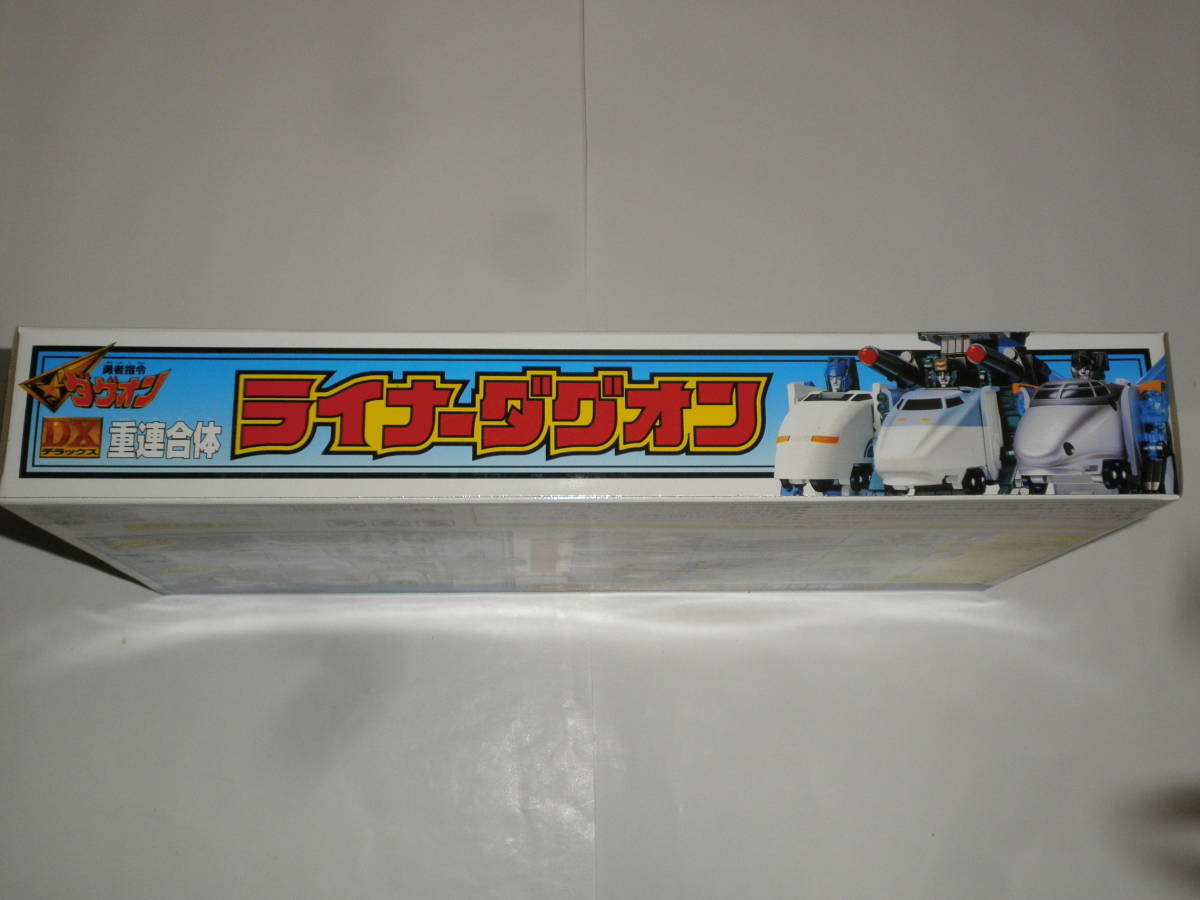 勇者指令
ダグオン
DX
デラックス
重連合体
ライナーダグオン